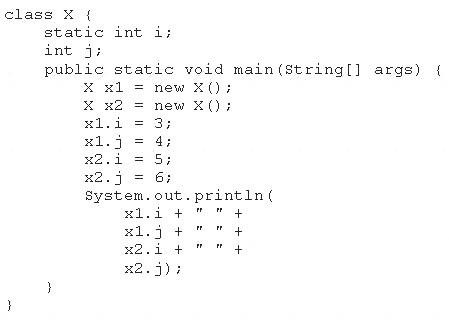 class X {
    static int i;
    int j;
    public static void main(String[] args) {
        X x1 = new X();
        X x2 = new X();
        x1.i = 3;
        x1.j = 4;
        x2.i = 5;
        x2.j = 6;
        System.out.println(
            x1.i + " " +
            x1.j + " " +
            x2.i + " " +
            x2.j);
    }
}